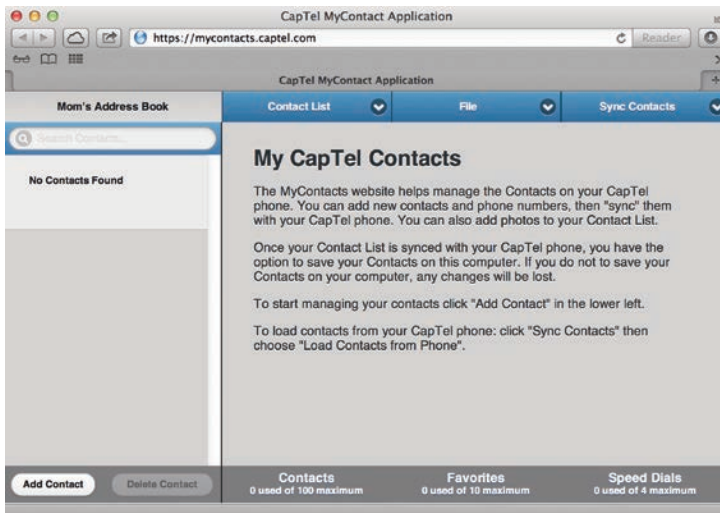 CapTel MyContact Application
https://mycontacts.captel.com
Reader
CapTel MyContact Application
Mom's Address Book
Contact List
File
Sync Contacts
Search Contacts...
No Contacts Found
My CapTel Contacts
The MyContacts website helps manage the Contacts on your CapTel
phone. You can add new contacts and phone numbers, then "sync" them
with your CapTel phone. You can also add photos to your Contact List.
Once your Contact List is synced with your CapTel phone, you have the
option to save your Contacts on this computer. If you do not to save your
Contacts on your computer, any changes will be lost.
To start managing your contacts click "Add Contact" in the lower left.
To load contacts from your CapTel phone: click "Sync Contacts" then
choose "Load Contacts from Phone".
Add Contact
Delete Contact
Contacts
0 used of 100 maximum
Favorites
0 used of 10 maximum
Speed Dials
0 used of 4 maximum